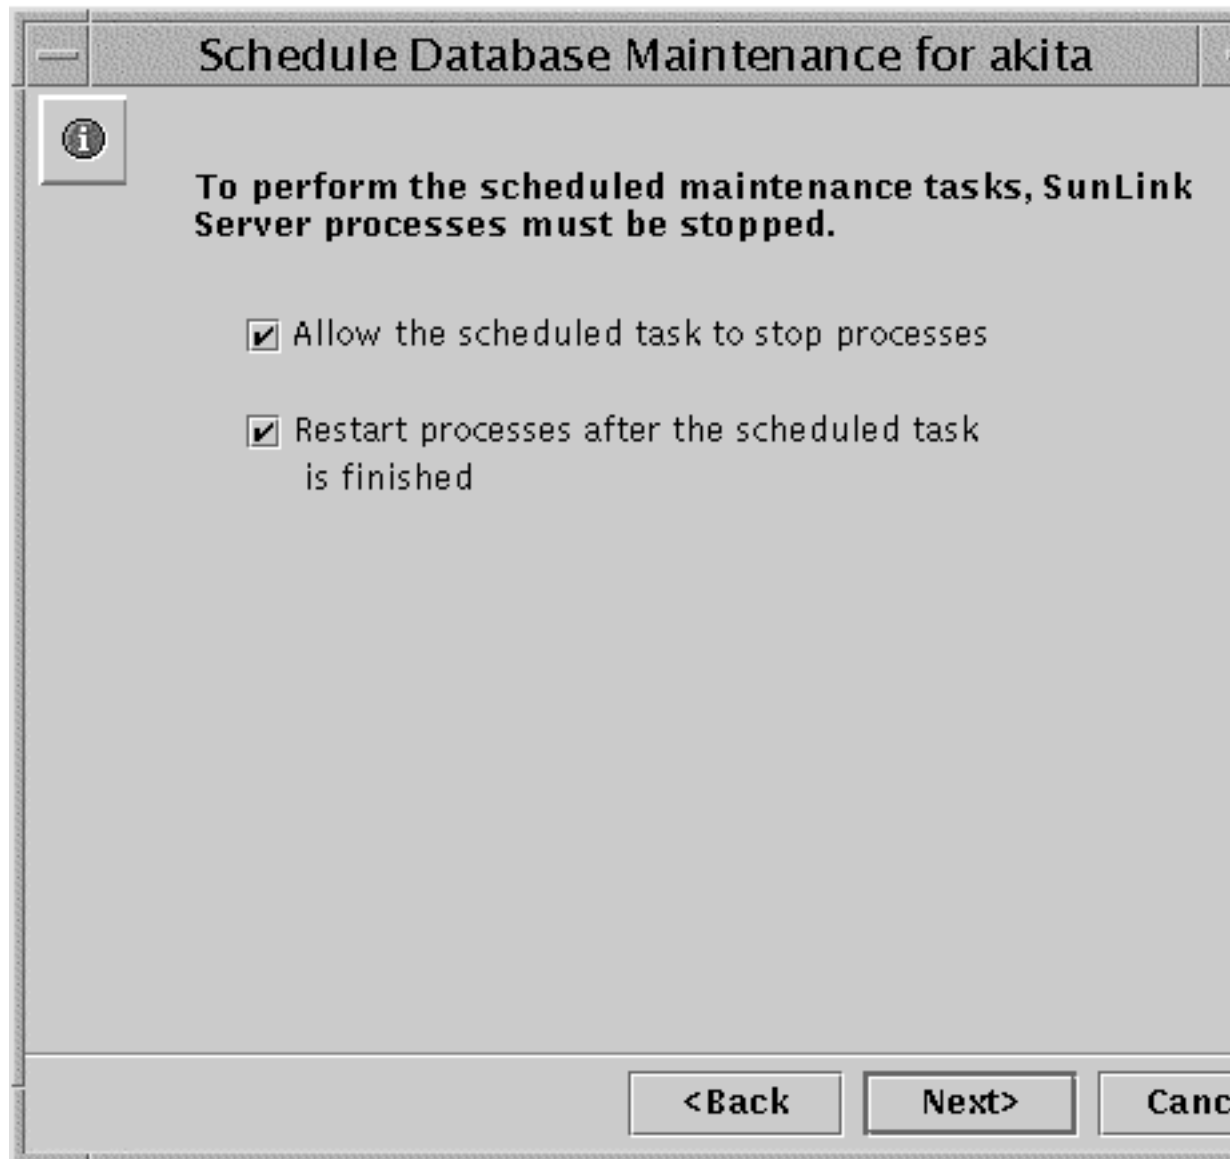 Schedule Database Maintenance for akita
To perform the scheduled maintenance tasks, SunLink
Server processes must be stopped.
Allow the scheduled task to stop processes
Restart processes after the scheduled task
is finished
<Back Next> Canc